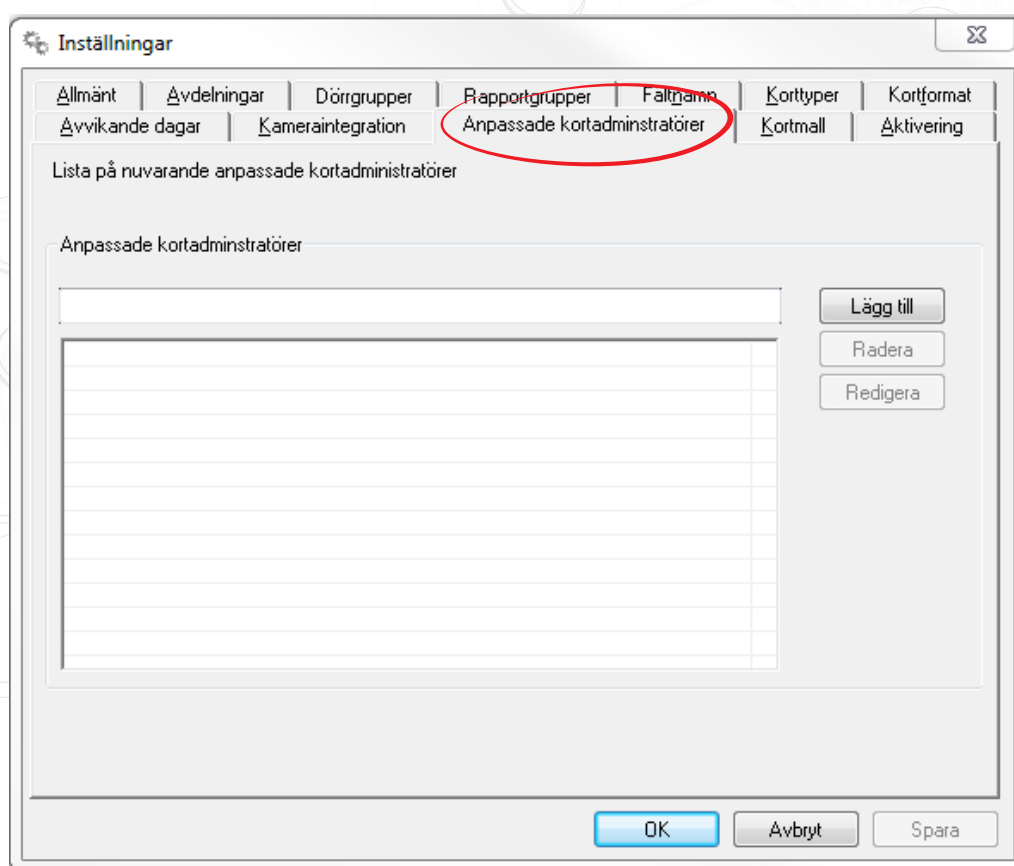 Inställningar
Allmänt Avdelningar Dörrgrupper Rapportgrupper Fältnamn Korttyper Kortformat
Avvikande dagar Kameraintegration Anpassade kortadminstratörer Kortmall Aktivering
Lista på nuvarande anpassade kortadministratörer
Anpassade kortadminstratörer
Lägg till
Radera
Redigera
OK Avbryt Spara